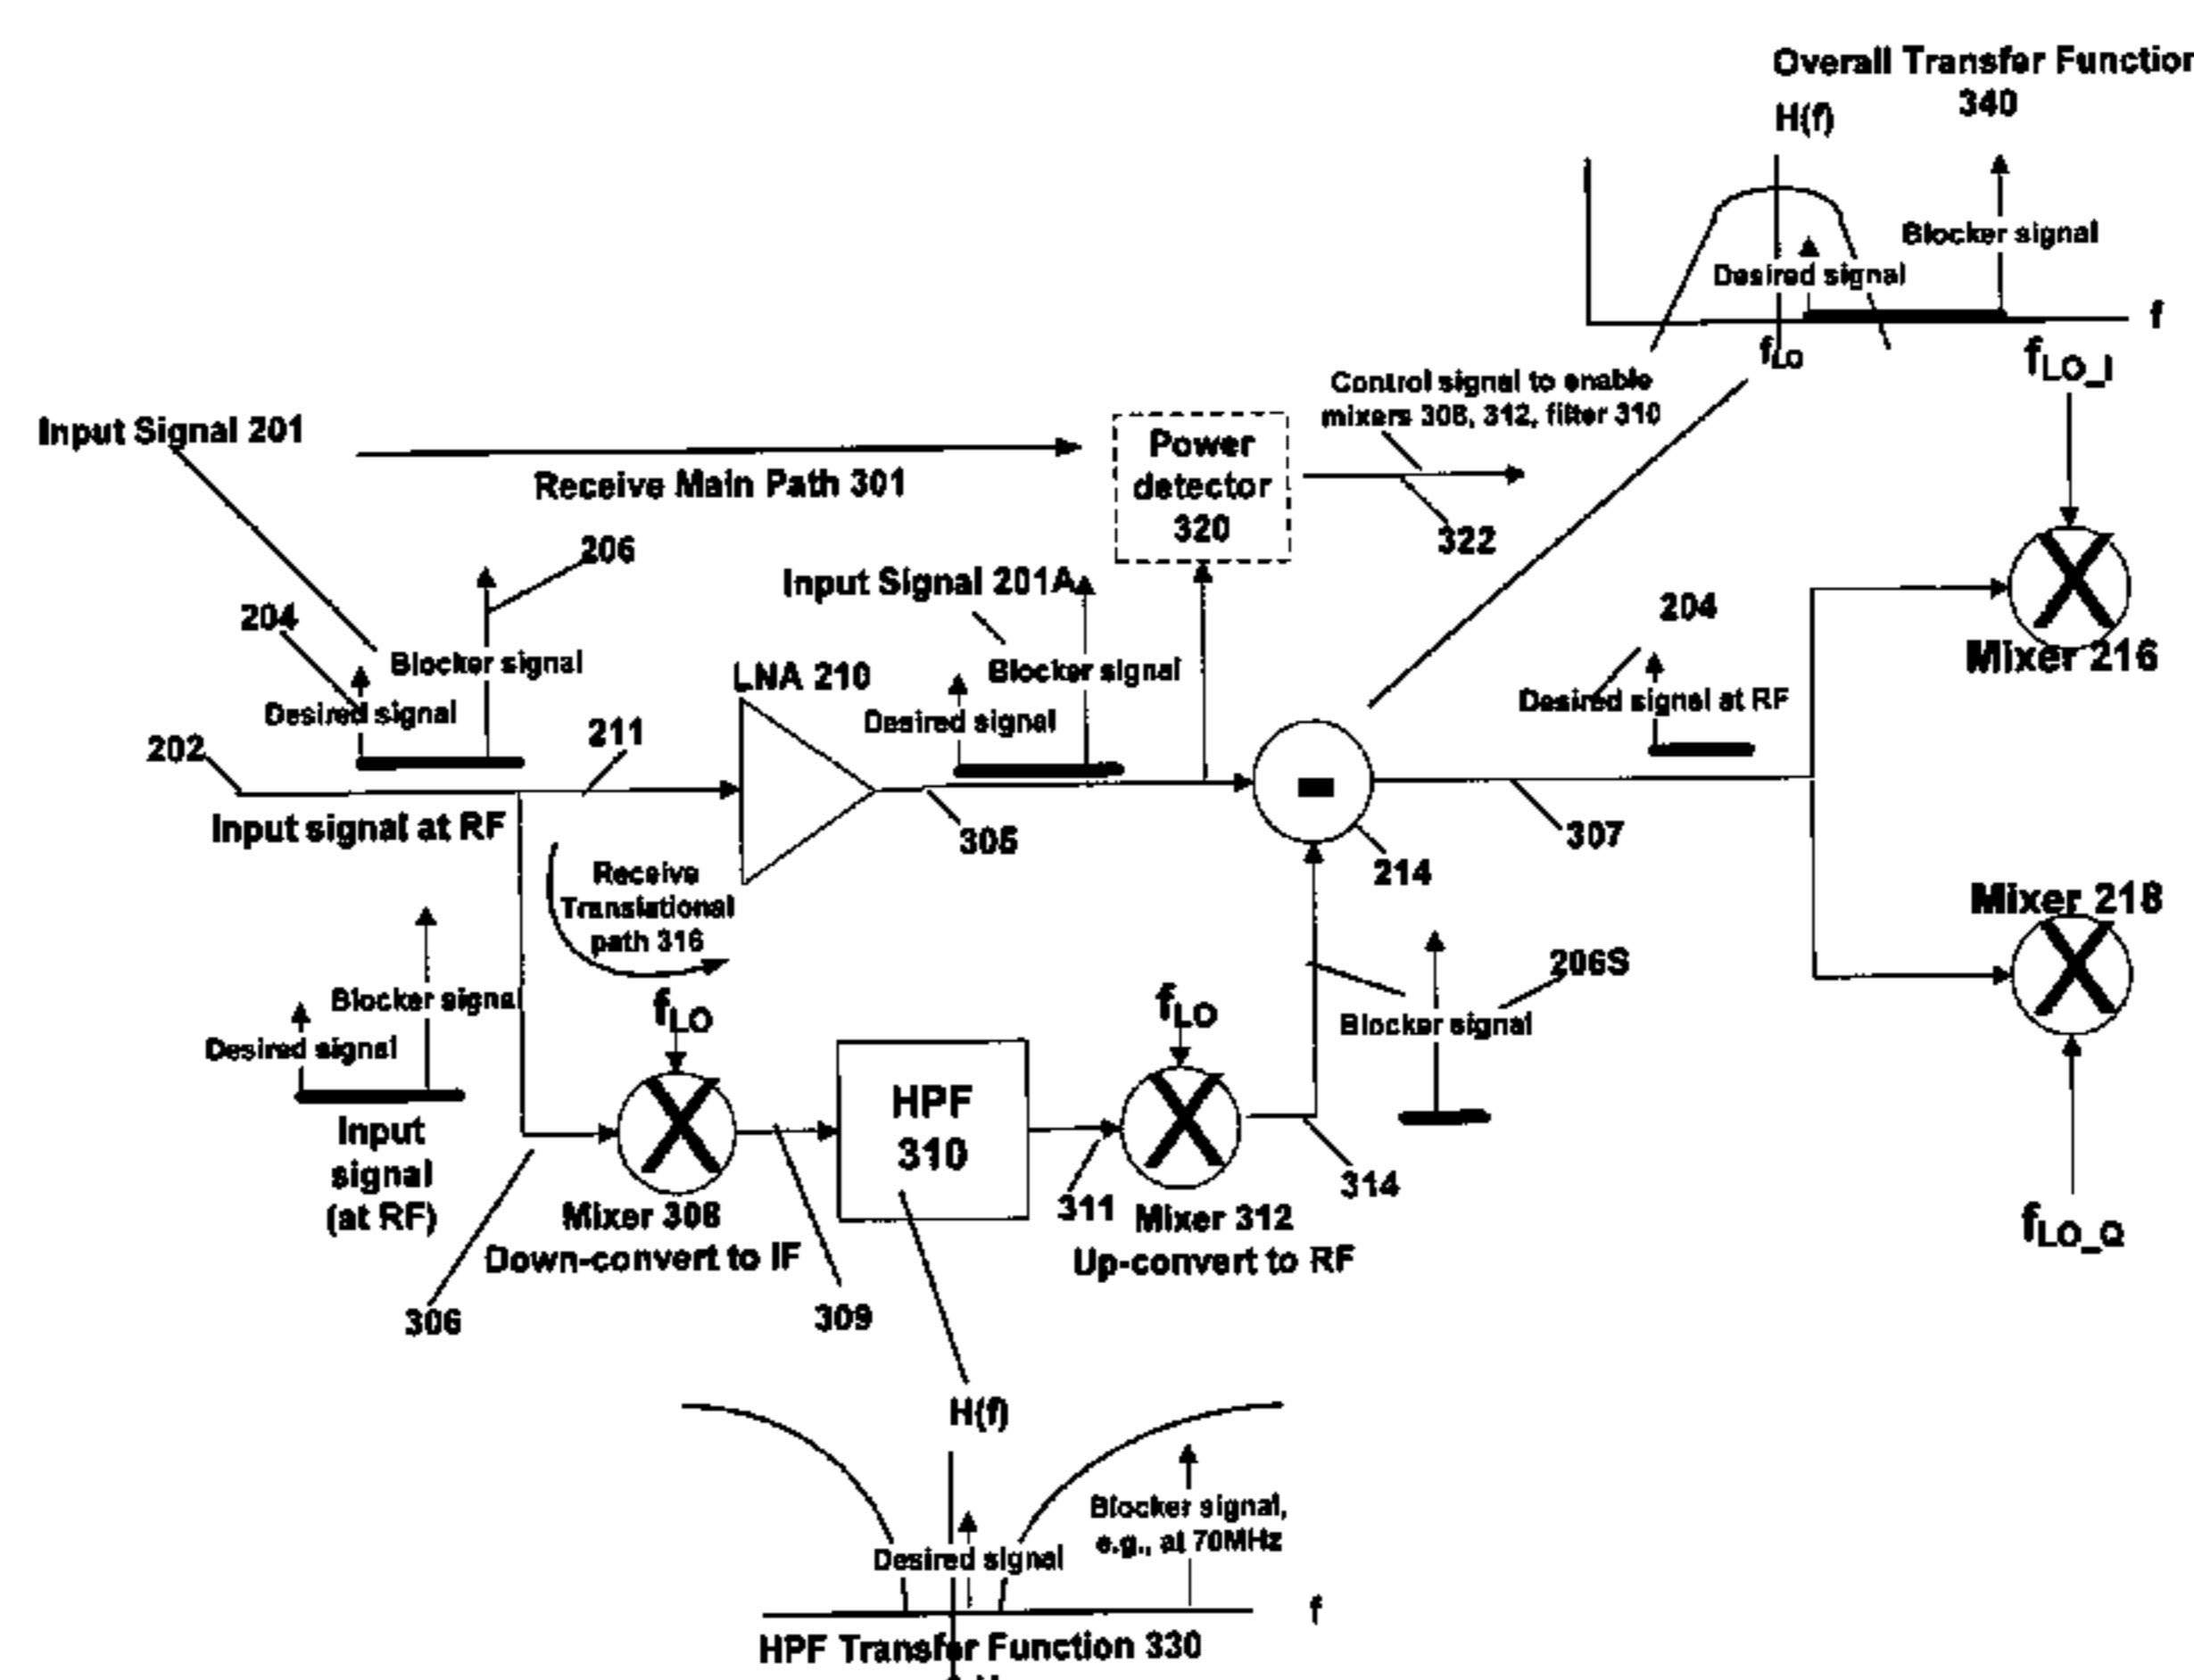 Overall Transfer Function
340
H(f)
Blocker signal
Desired signal
f
fLO
fLO_I
Control signal to enable
mixers 308, 312, filter 310
Input Signal 201
Receive Main Path 301
Power
detector
320
322
206
Input Signal 201A
204
Blocker signal
Desired signal
LNA 210
Blocker signal
Desired signal
204
Desired signal at RF
Mixer 216
202
211
Input signal at RF
305
307
214
Receive
Translational
path 316
Mixer 218
206S
Blocker signal
Blocker signal
Desired signal
fLO
fLO
HPF
310
Input
signal
(at RF)
314
311
Mixer 308
Down-convert to IF
Mixer 312
Up-convert to RF
fLO_Q
306
309
H(f)
Blocker signal,
e.g., at 70MHz
Desired signal
f
HPF Transfer Function 330